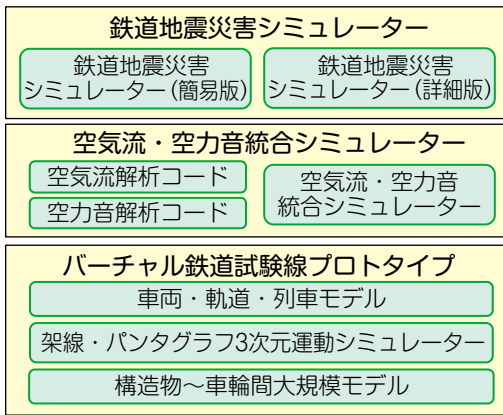 鉄道地震災害シミュレーター
鉄道地震災害
シミュレーター(簡易版)
鉄道地震災害
シミュレーター(詳細版)
空気流・空力音統合シミュレーター
空気流解析コード
空力音解析コード
空気流・空力音
統合シミュレーター
バーチャル鉄道試験線プロトタイプ
車両・軌道・列車モデル
架線・パンタグラフ3次元運動シミュレーター
構造物~車輪間大規模モデル